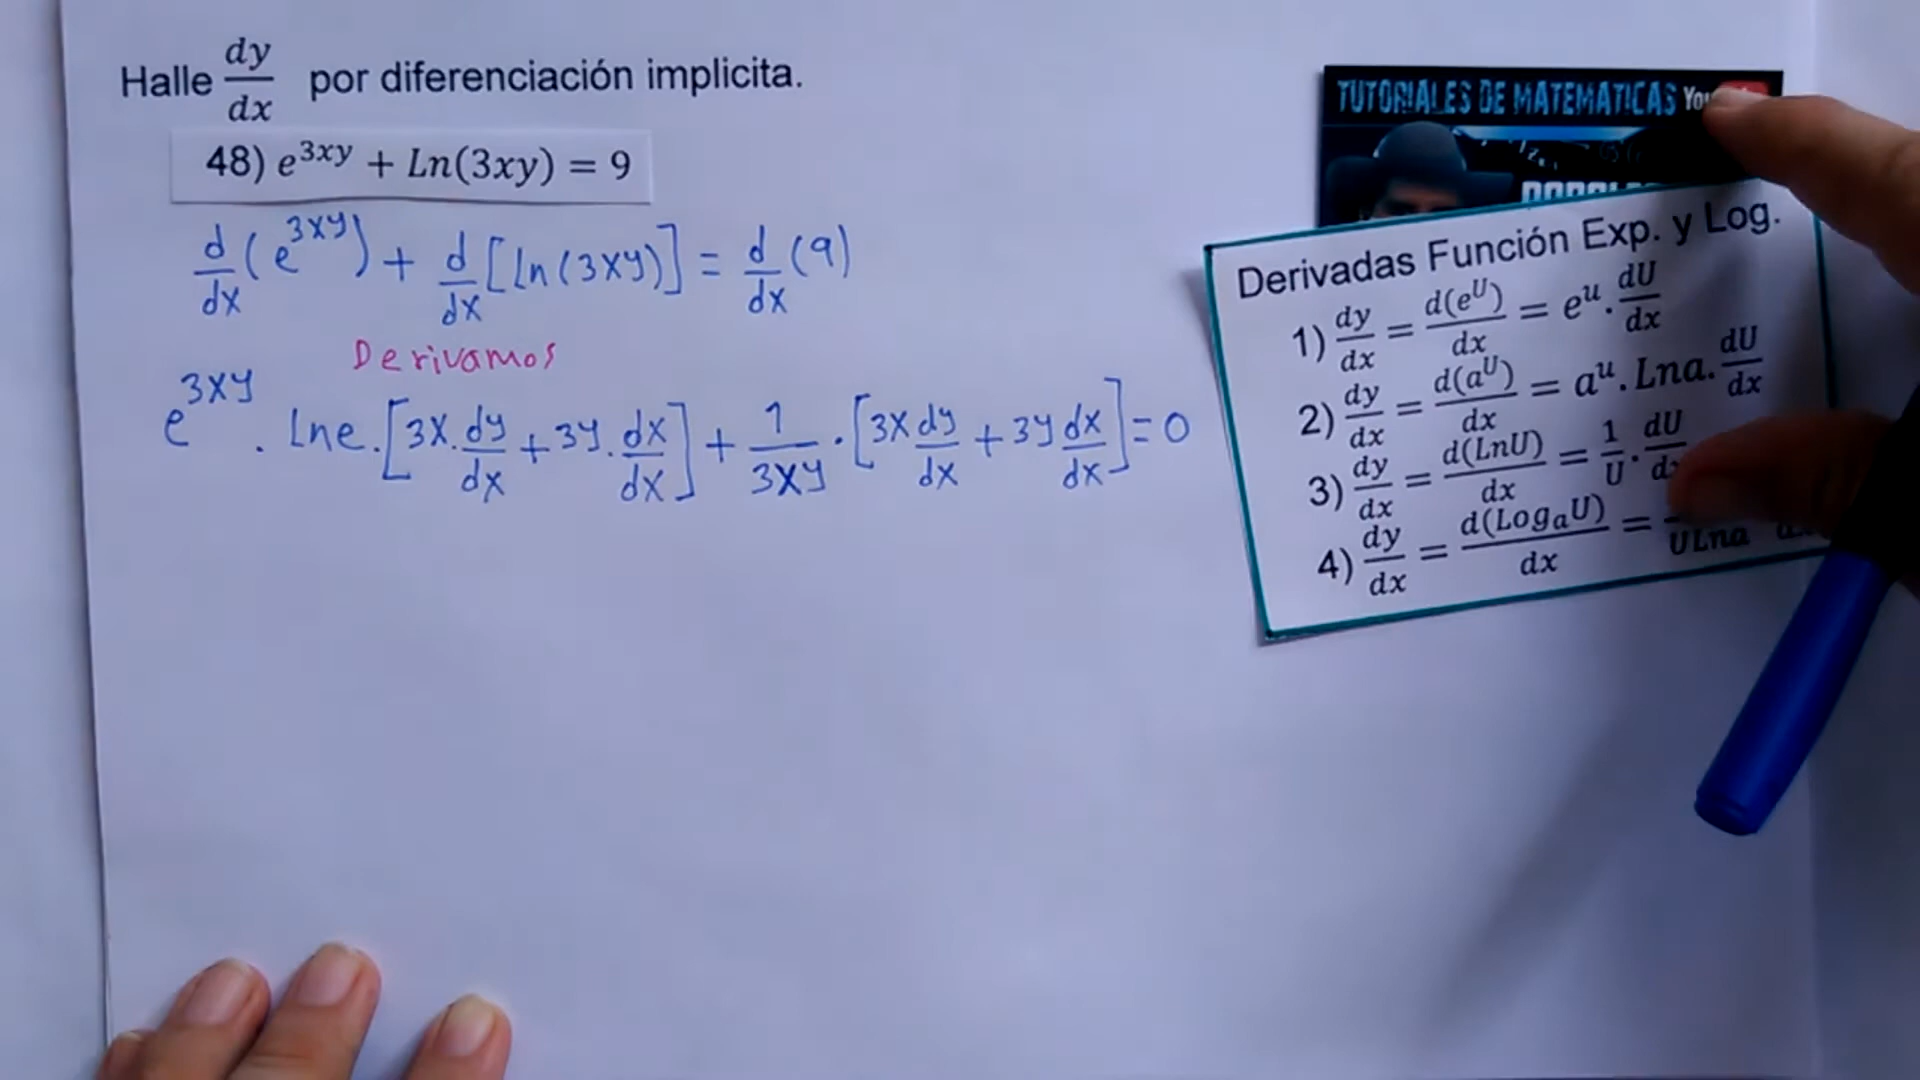 Halle dy/dx por diferenciación implicita.
48) e^{3xy} + Ln(3xy) = 9
d/dx (e^{3xy}) + d/dx [ln(3xy)] = d/dx (9)
Derivamos
e^{3xy} . lne . [3x . dy/dx + 3y . dx/dx] + 1/3xy . [3x dy/dx + 3y dx/dx] = 0
TUTORIALES DE MATEMATICAS
Derivadas Función Exp. y Log.
1) dy/dx = d(e^U)/dx = e^u . dU/dx
2) dy/dx = d(a^U)/dx = a^u . Lna . dU/dx
3) dy/dx = d(LnU)/dx = 1/U . dU/
4) dy/dx = d(Log_a U)/dx = ULna